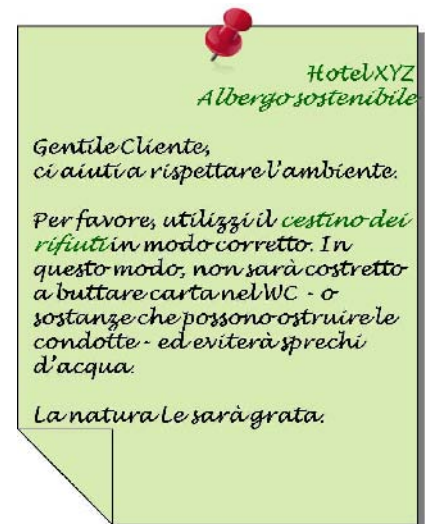 Hotel XYZ
Albergo sostenibile
Gentile Cliente,
ci aiuti a rispettare l'ambiente.
Per favore, utilizzi il cestino dei
rifiuti in modo corretto. In
questo modo, non sarà costretto
a buttare carta nel WC - o
sostanze che possono ostruire le
condotte - ed eviterà sprechi
d'acqua.
La natura Le sarà grata.